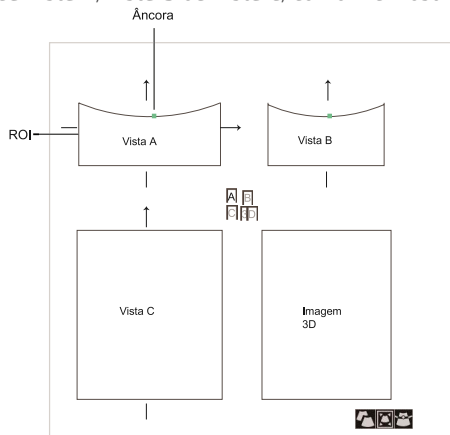 Âncora
ROI
Vista A
Vista B
A B
C 3D
Vista C
Imagem
3D